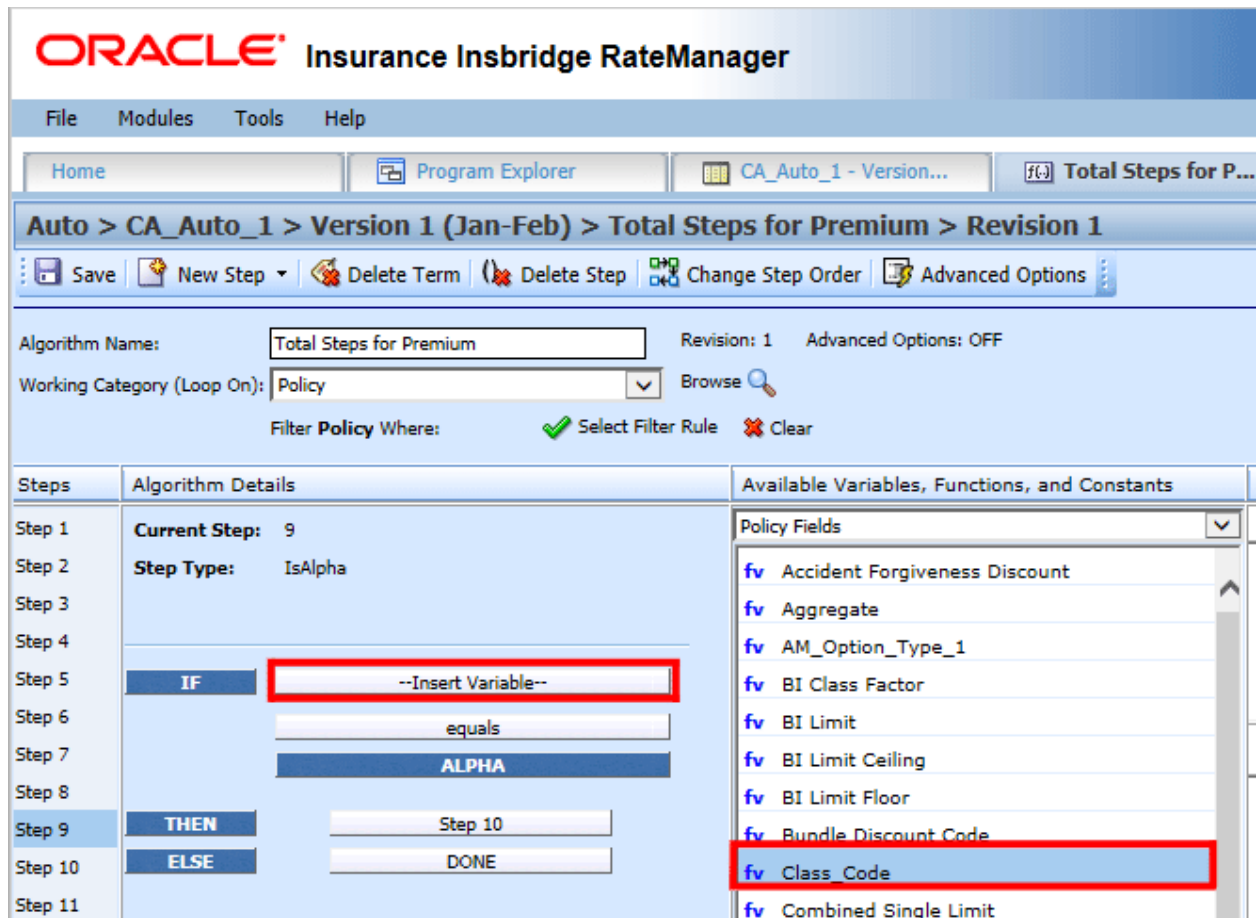 ORACLE Insurance Insbridge RateManager
File Modules Tools Help
Home Program Explorer CA_Auto_1 - Version... f() Total Steps for P...
Auto > CA_Auto_1 > Version 1 (Jan-Feb) > Total Steps for Premium > Revision 1
Save New Step Delete Term Delete Step Change Step Order Advanced Options
Algorithm Name: Total Steps for Premium Revision: 1 Advanced Options: OFF
Working Category (Loop On): Policy Browse
Filter Policy Where: Select Filter Rule Clear
Steps Algorithm Details Available Variables, Functions, and Constants
Step 1
Step 2
Step 3
Step 4
Step 5
Step 6
Step 7
Step 8
Step 9
Step 10
Step 11
Current Step: 9
Step Type: IsAlpha
IF --Insert Variable--
equals
ALPHA
THEN Step 10
ELSE DONE
Policy Fields
fv Accident Forgiveness Discount
fv Aggregate
fv AM_Option_Type_1
fv BI Class Factor
fv BI Limit
fv BI Limit Ceiling
fv BI Limit Floor
fv Bundle Discount Code
fv Class_Code
fv Combined Single Limit